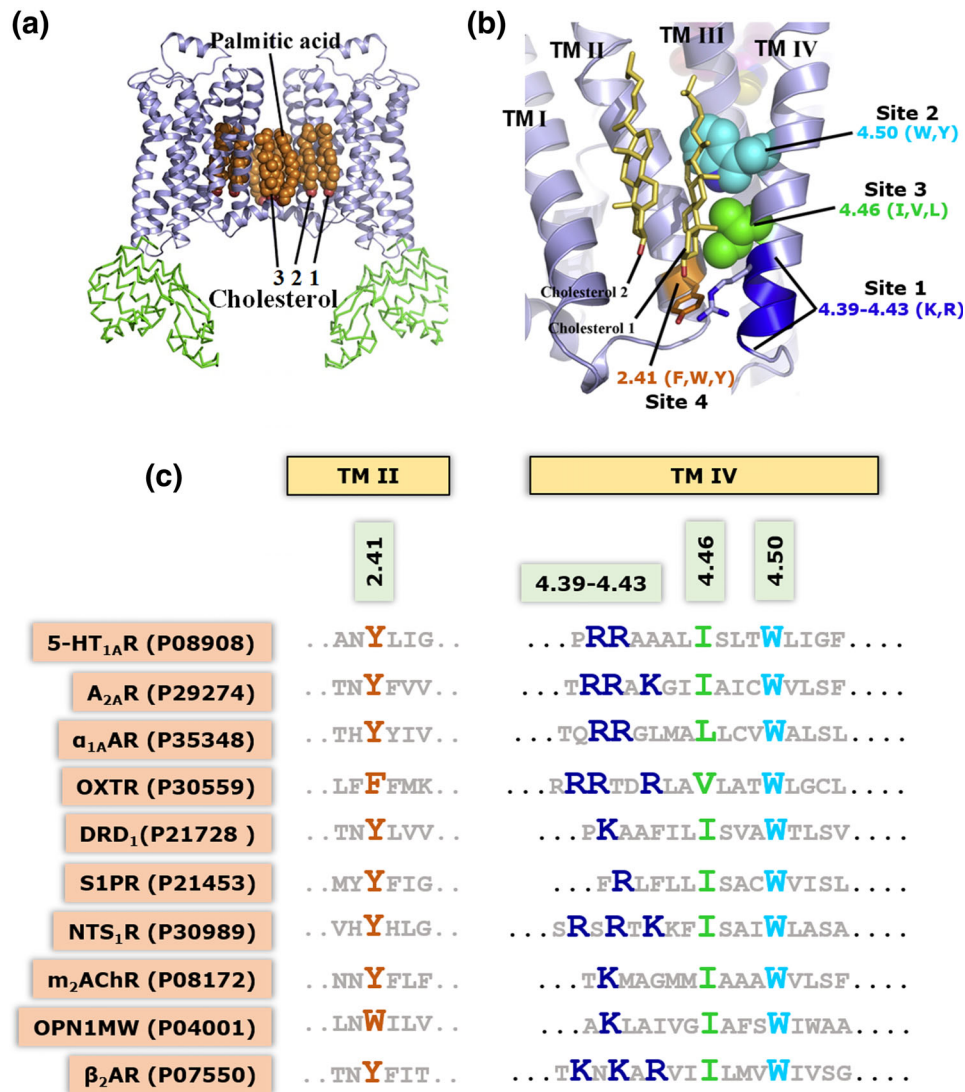 (a)
Palmitic acid
3 2 1
Cholesterol
(b)
TM I
TM II
TM III
TM IV
Site 2
4.50 (W,Y)
Site 3
4.46 (I,V,L)
Site 1
4.39-4.43 (K,R)
Cholesterol 2
Cholesterol 1
2.41 (F,W,Y)
Site 4
(c)
TM II TM IV
2.41 4.39-4.43 4.46 4.50
5-HT1AR (P08908) ..ANYLIG.. ...PRRAAALISLTWLIGF....
A2AR (P29274) ..TNYFVV.. ...TRRAKGIIAICWVLSF....
α1AAR (P35348) ..THYYIV.. ...TQRRGLMALLCVWALSL....
OXTR (P30559) ..LFFFMK.. ...RRRTDRLAVLATWLGCL....
DRD1(P21728 ) ..TNYLVV.. ...PKAAFILISVAWTLSV....
S1PR (P21453) ..MYYFIG.. ...FRLFLLISACWVISL....
NTS1R (P30989) ..VHYHLG.. ...SRSRTKKFISAIWLASA....
m2AChR (P08172) ..NNYFLF.. ...TKMAGMMIAAAWVLSF....
OPN1MW (P04001) ..LNWILV.. ...AKLAIVGIAFSWIWAA....
β2AR (P07550) ..TNYFIT.. ...TKNKARVIILMVWIVSG....